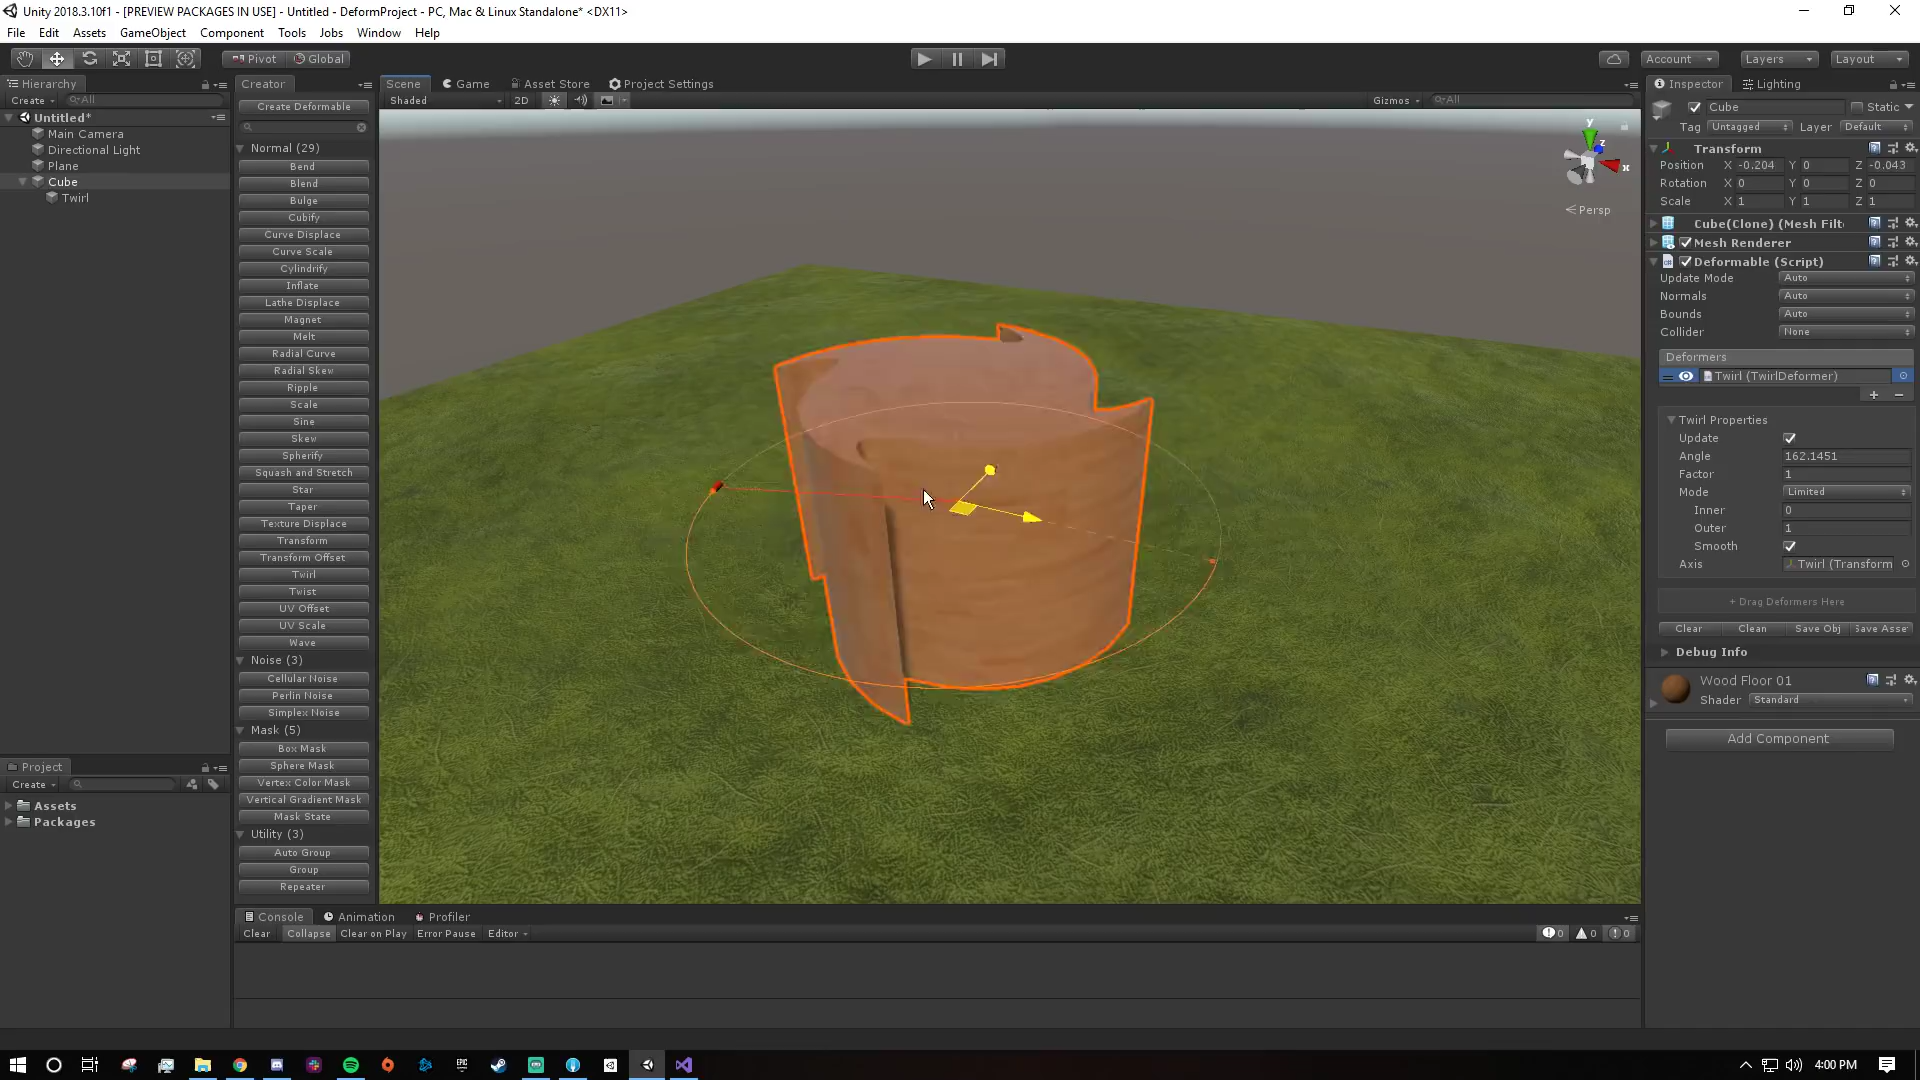 Unity 2018.3.10f1 - [PREVIEW PACKAGES IN USE] - Untitled - DeformProject - PC, Mac & Linux Standalone* <DX11>
File Edit Assets GameObject Component Tools Jobs Window Help
Pivot Global
Account Layers Layout
Hierarchy
Create All
Untitled*
Main Camera
Directional Light
Plane
Cube
Twirl
Project
Create
Assets
Packages
Creator
Create Deformable
Normal (29)
Bend
Blend
Bulge
Cubify
Curve Displace
Curve Scale
Cylindrify
Inflate
Lathe Displace
Magnet
Melt
Radial Curve
Radial Skew
Ripple
Scale
Sine
Skew
Spherify
Squash and Stretch
Star
Taper
Texture Displace
Transform
Transform Offset
Twirl
Twist
UV Offset
UV Scale
Wave
Noise (3)
Cellular Noise
Perlin Noise
Simplex Noise
Mask (5)
Box Mask
Sphere Mask
Vertex Color Mask
Vertical Gradient Mask
Mask State
Utility (3)
Auto Group
Group
Repeater
Scene Game Asset Store Project Settings
Shaded 2D Gizmos All
y
z
x
Persp
Console Animation Profiler
Clear Collapse Clear on Play Error Pause Editor 0 0 0
Inspector Lighting
Cube Static
Tag Untagged Layer Default
Transform
Position X -0.204 Y 0 Z -0.043
Rotation X 0 Y 0 Z 0
Scale X 1 Y 1 Z 1
Cube(Clone) (Mesh Filt
Mesh Renderer
Deformable (Script)
Update Mode Auto
Normals Auto
Bounds Auto
Collider None
Deformers
Twirl (TwirlDeformer)
+ −
Twirl Properties
Update
Angle 162.1451
Factor 1
Mode Limited
Inner 0
Outer 1
Smooth
Axis Twirl (Transform
+ Drag Deformers Here
Clear Clean Save Obj Save Asse
Debug Info
Wood Floor 01
Shader Standard
Add Component
EPIC
4:00 PM